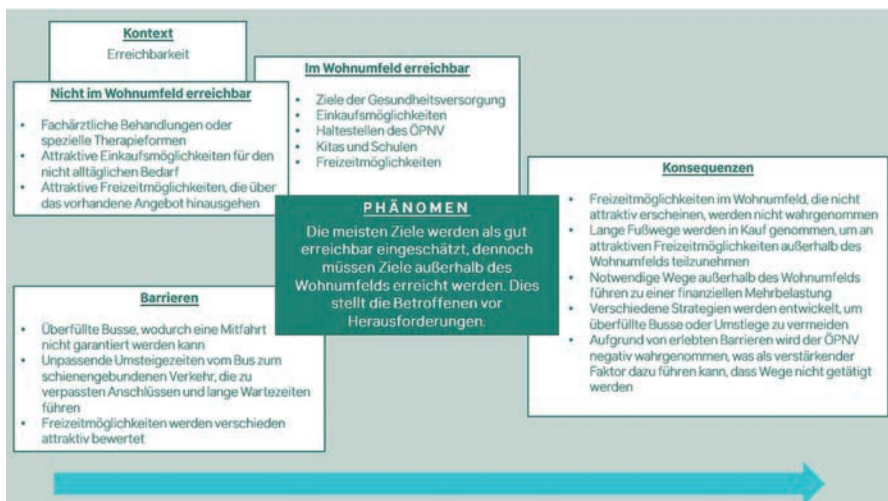 Kontext
Erreichbarkeit
Nicht im Wohnumfeld erreichbar
• Fachärztliche Behandlungen oder
spezielle Therapieformen
• Attraktive Einkaufsmöglichkeiten für den
nicht alltäglichen Bedarf
• Attraktive Freizeitmöglichkeiten, die über
das vorhandene Angebot hinausgehen
Im Wohnumfeld erreichbar
• Ziele der Gesundheitsversorgung
• Einkaufsmöglichkeiten
• Haltestellen des ÖPNV
• Kitas und Schulen
• Freizeitmöglichkeiten
PHÄNOMEN
Die meisten Ziele werden als gut
erreichbar eingeschätzt, dennoch
müssen Ziele außerhalb des
Wohnumfelds erreicht werden. Dies
stellt die Betroffenen vor
Herausforderungen.
Barrieren
• Überfüllte Busse, wodurch eine Mitfahrt
nicht garantiert werden kann
• Unpassende Umsteigezeiten vom Bus zum
schienengebundenen Verkehr, die zu
verpassten Anschlüssen und lange Wartezeiten
führen
• Freizeitmöglichkeiten werden verschieden
attraktiv bewertet
Konsequenzen
• Freizeitmöglichkeiten im Wohnumfeld, die nicht
attraktiv erscheinen, werden nicht wahrgenommen
• Lange Fußwege werden in Kauf genommen, um an
attraktiven Freizeitmöglichkeiten außerhalb des
Wohnumfelds teilzunehmen
• Notwendige Wege außerhalb des Wohnumfelds
führen zu einer finanziellen Mehrbelastung
• Verschiedene Strategien werden entwickelt, um
überfüllte Busse oder Umstiege zu vermeiden
• Aufgrund von erlebten Barrieren wird der ÖPNV
negativ wahrgenommen, was als verstärkender
Faktor dazu führen kann, dass Wege nicht getätigt
werden